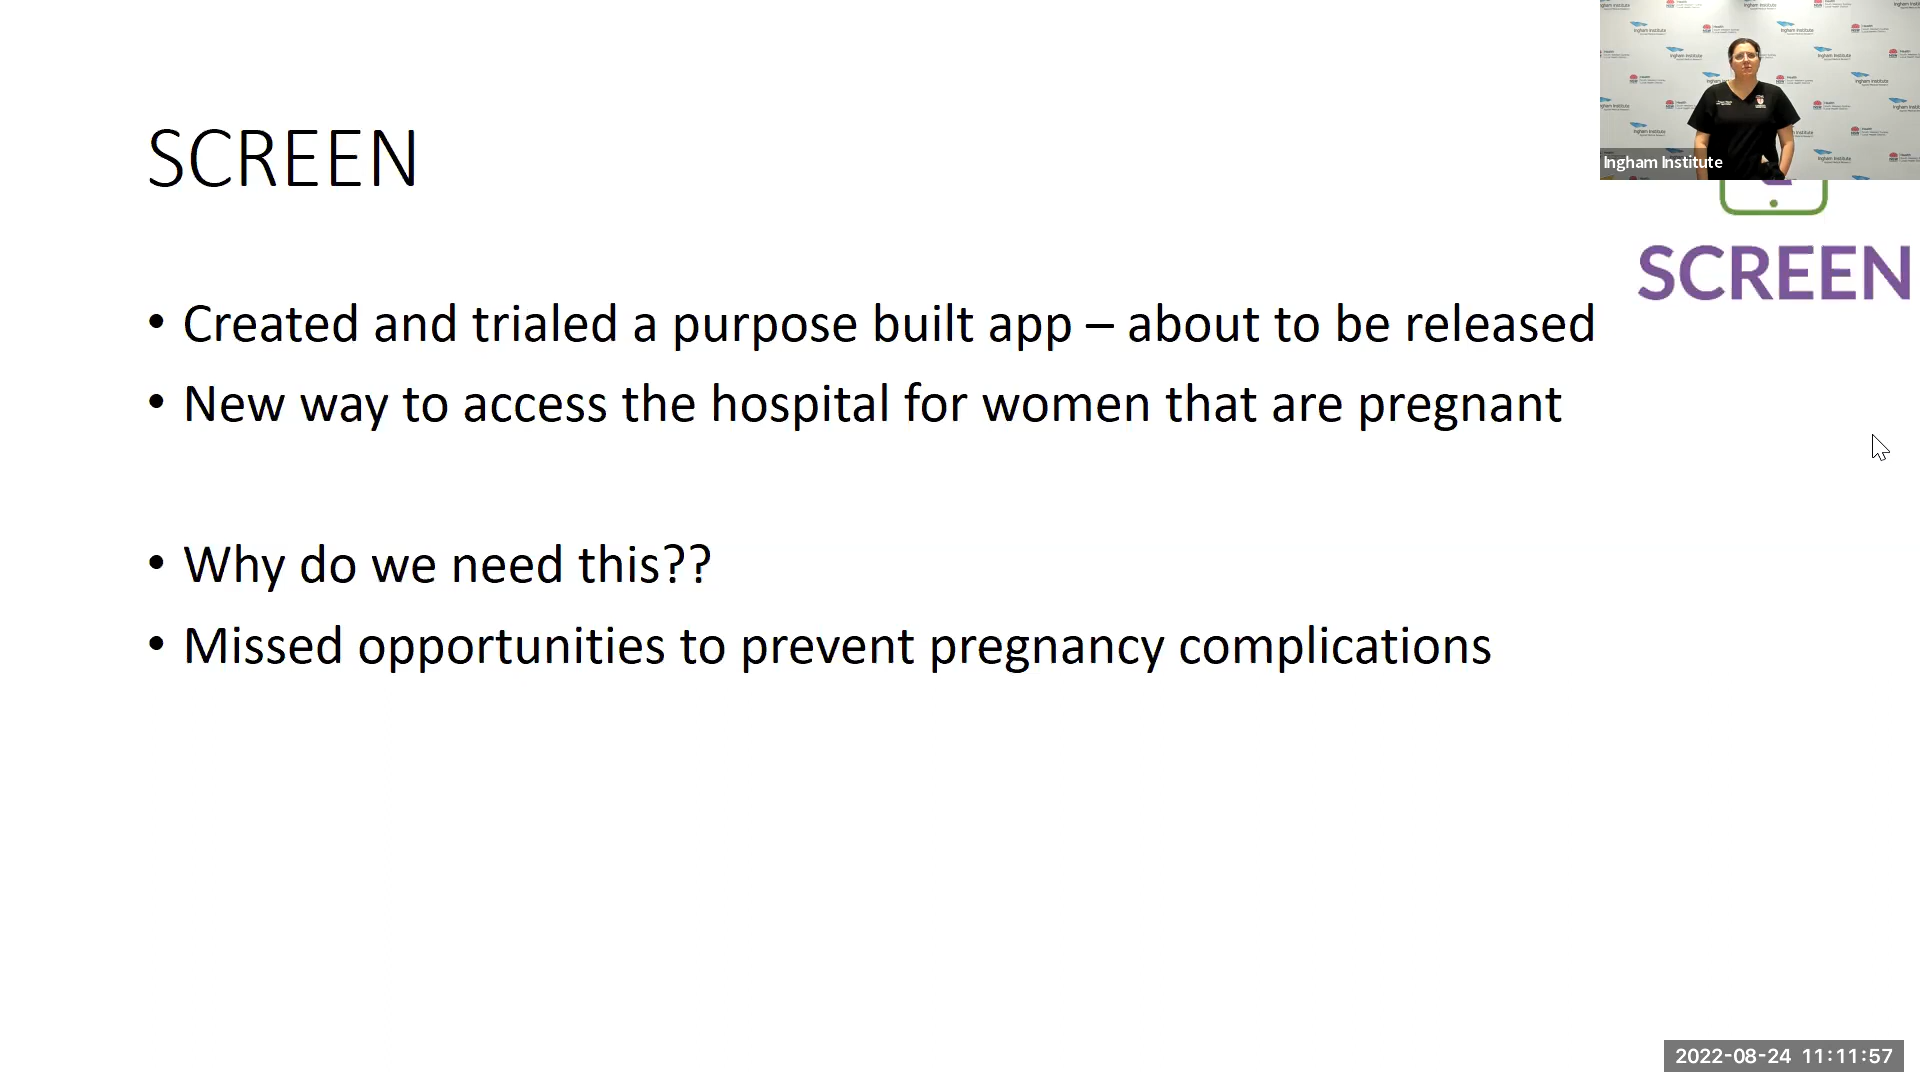 SCREEN
Ingham Institute
SCREEN
• Created and trialed a purpose built app – about to be released
• New way to access the hospital for women that are pregnant
• Why do we need this??
• Missed opportunities to prevent pregnancy complications
2022-08-24 11:11:57